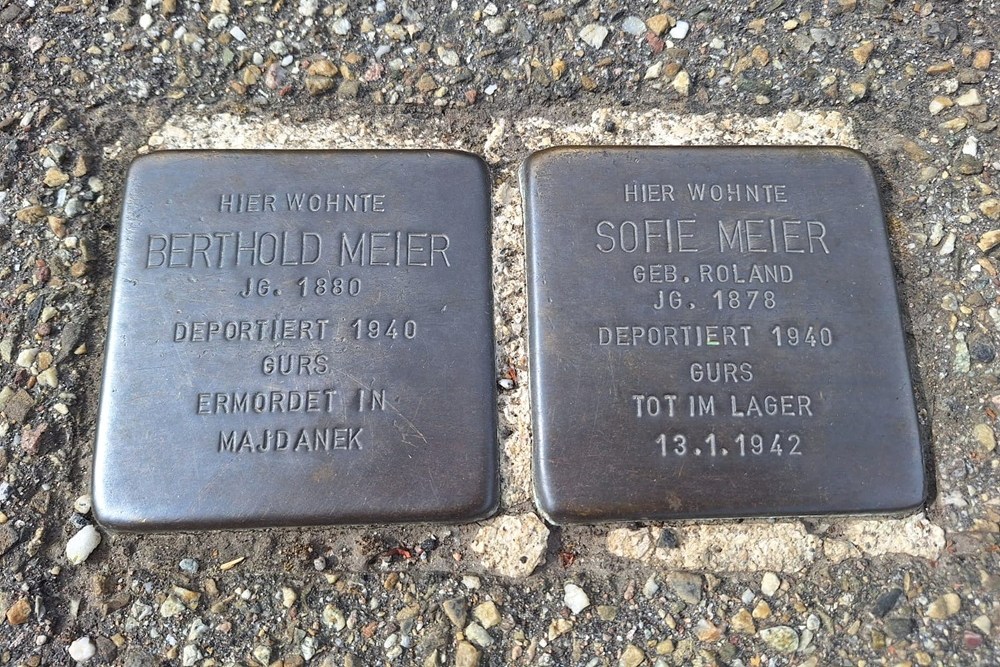 HIER WOHNTE
BERTHOLD MEIER
JG. 1880
DEPORTIERT 1940
GURS
ERMORDET IN
MAJDANEK
HIER WOHNTE
SOFIE MEIER
GEB. ROLAND
JG. 1878
DEPORTIERT 1940
GURS
TOT IM LAGER
13.1.1942